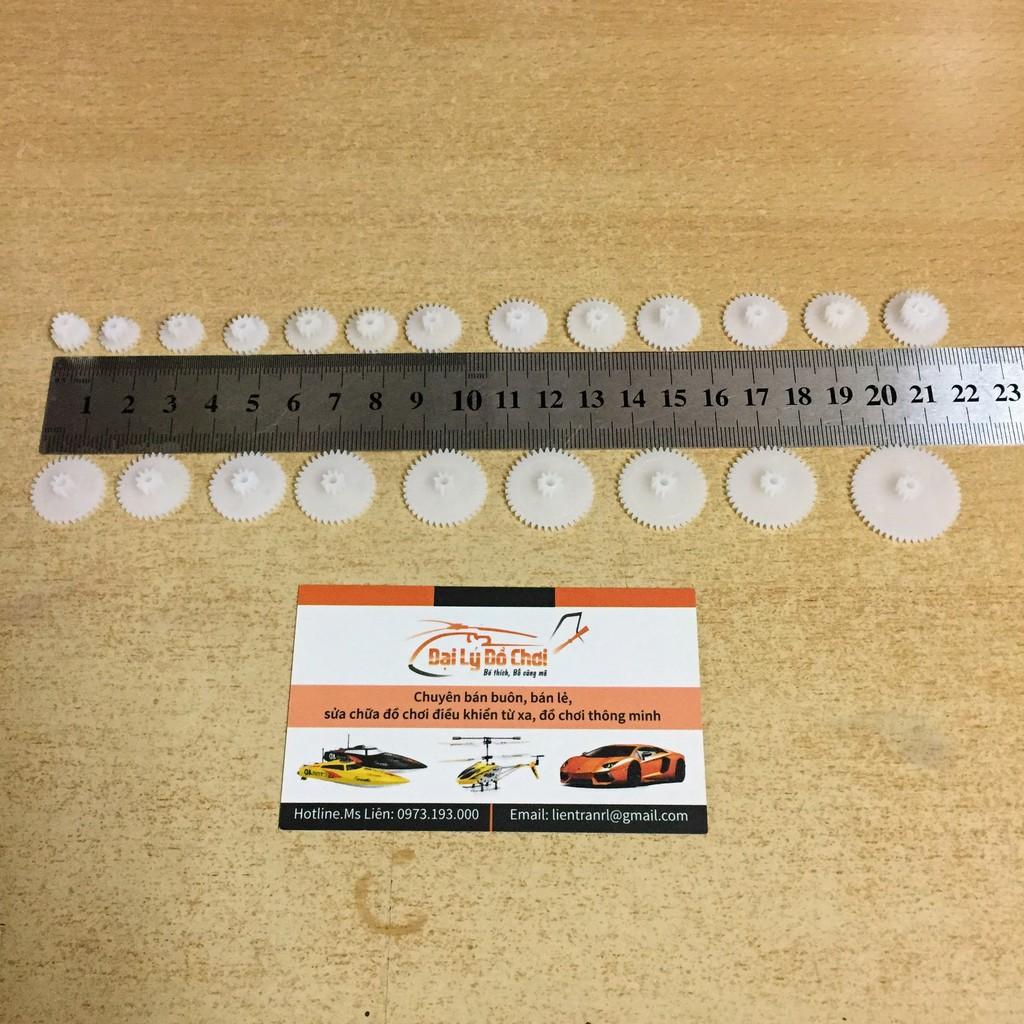 1 2 3 4 5 6 7 8 9 10 11 12 13 14 15 16 17 18 19 20 21 22 23
Đại Lý Đồ Chơi
Bé thích, Bố càng mê
Chuyên bán buôn, bán lẻ,
sửa chữa đồ chơi điều khiển từ xa, đồ chơi thông minh
Hotline.Ms Liên: 0973.193.000
Email: lientranrl@gmail.com